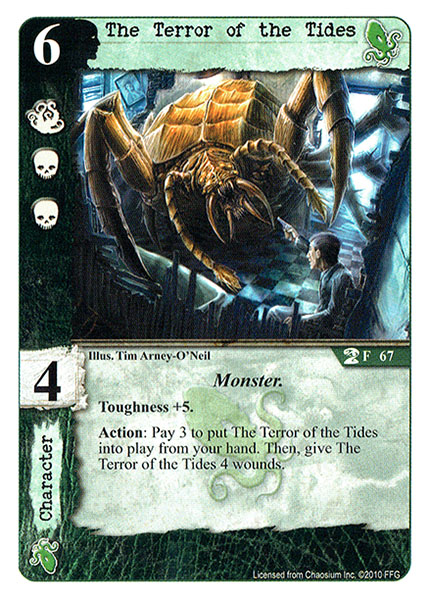 6
The Terror of the Tides
Illus. Tim Arney-O'Neil
F 67
4
Monster.
Toughness +5.
Action: Pay 3 to put The Terror of the Tides
into play from your hand. Then, give The
Terror of the Tides 4 wounds.
Character
Licensed from Chaosium Inc. ©2010 FFG